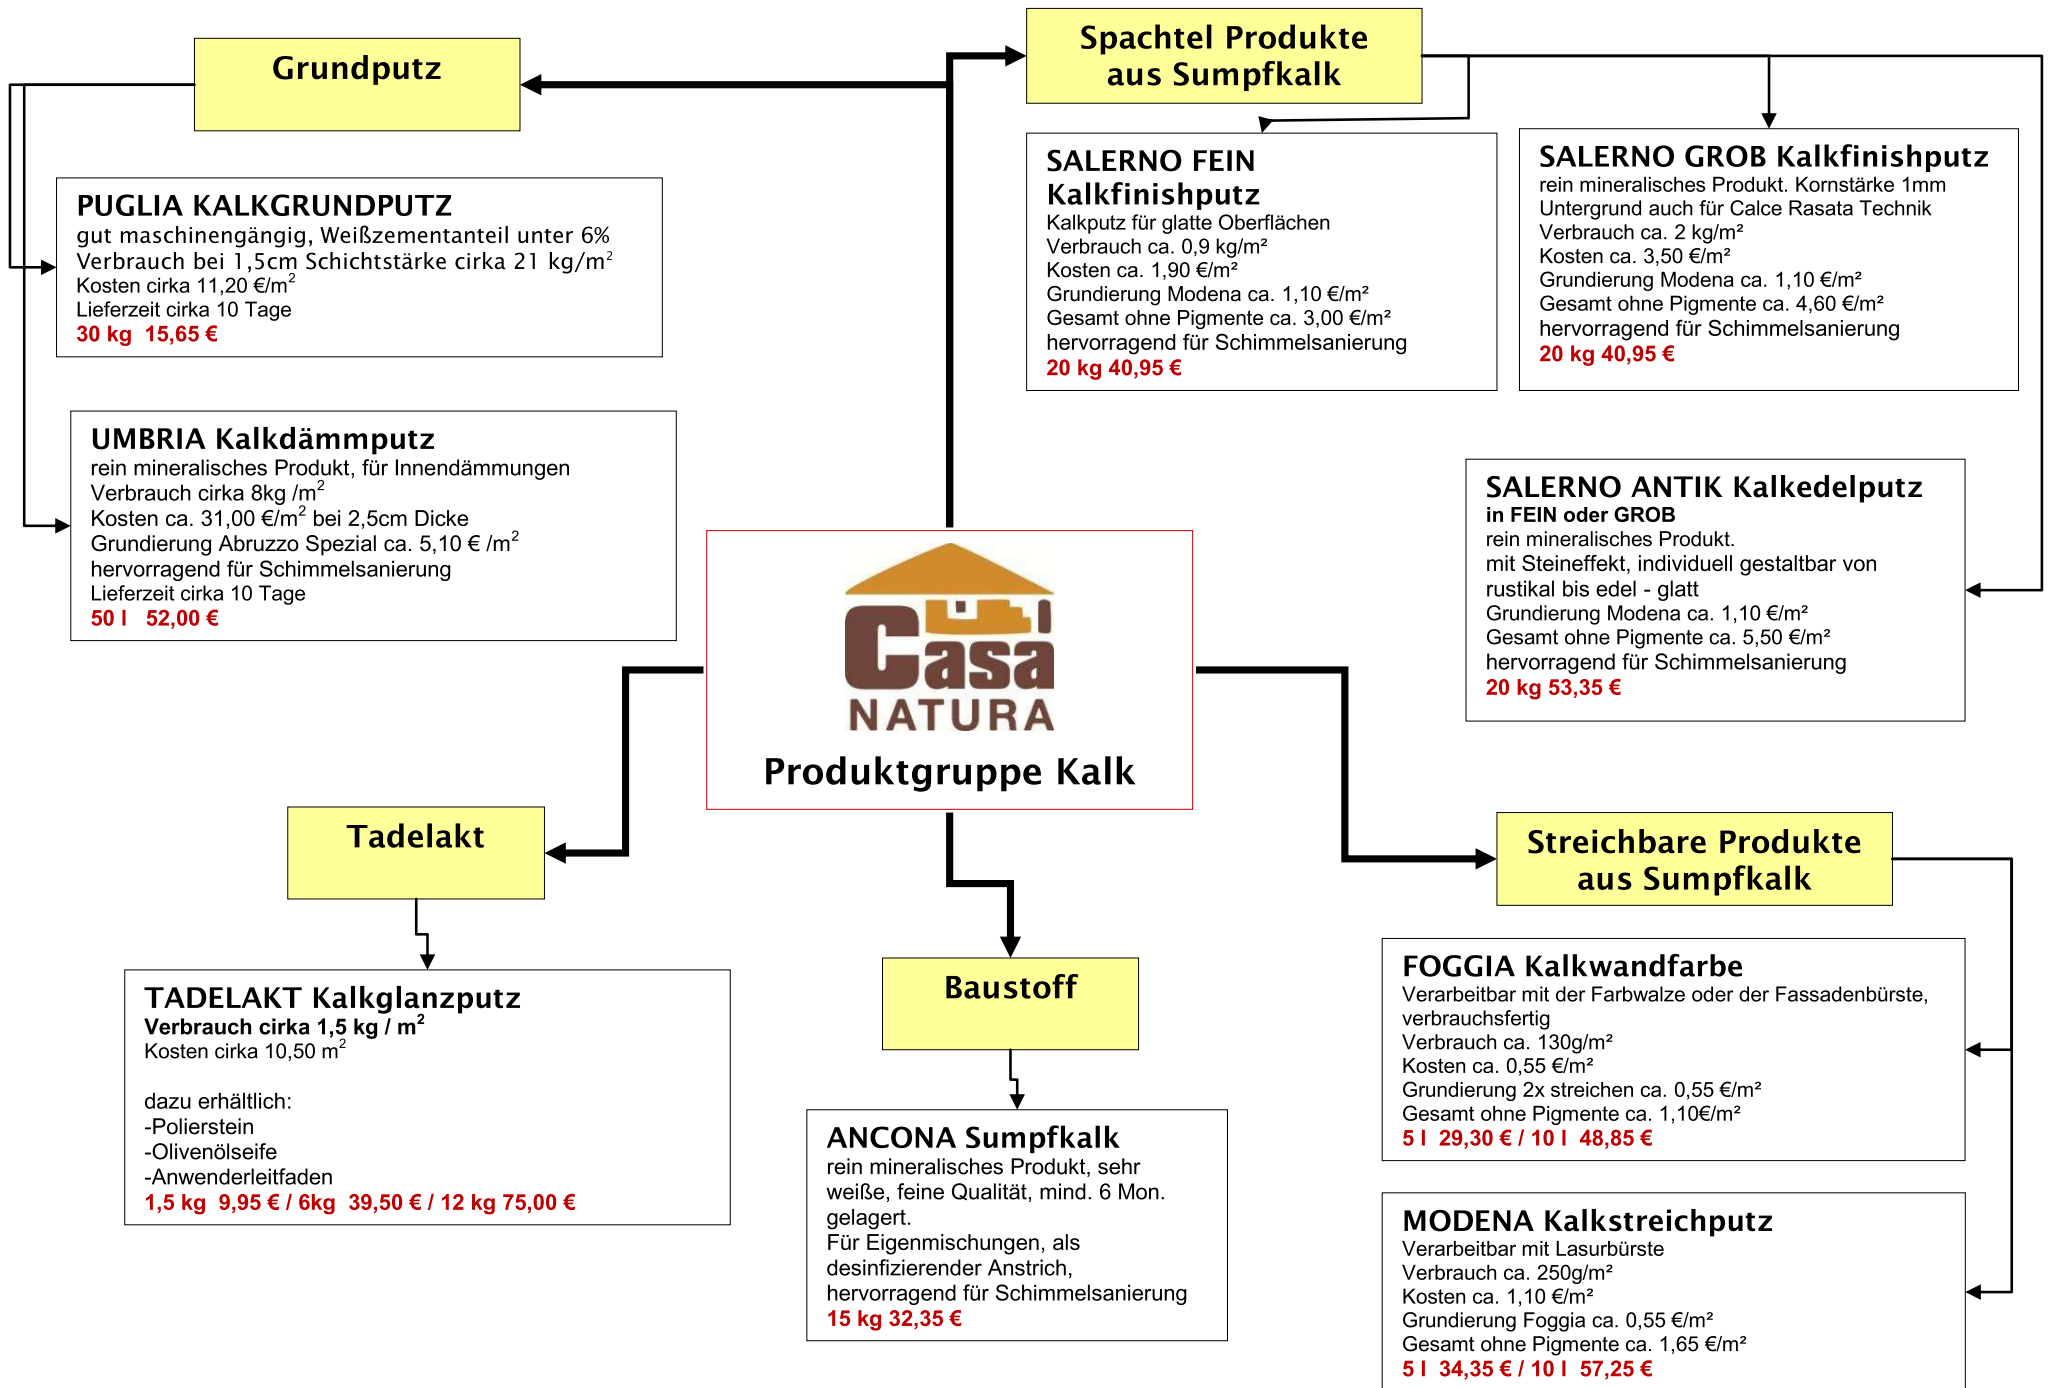 Grundputz
PUGLIA KALKGRUNDPUTZ
gut maschinengängig, Weißzementanteil unter 6%
Verbrauch bei 1,5cm Schichtstärke cirka 21 kg/m²
Kosten cirka 11,20 €/m²
Lieferzeit cirka 10 Tage
30 kg  15,65 €
UMBRIA Kalkdämmputz
rein mineralisches Produkt, für Innendämmungen
Verbrauch cirka 8kg /m²
Kosten ca. 31,00 €/m² bei 2,5cm Dicke
Grundierung Abruzzo Spezial ca. 5,10 € /m²
hervorragend für Schimmelsanierung
Lieferzeit cirka 10 Tage
50 l   52,00 €
Spachtel Produkte
aus Sumpfkalk
SALERNO FEIN
Kalkfinishputz
Kalkputz für glatte Oberflächen
Verbrauch ca. 0,9 kg/m²
Kosten ca. 1,90 €/m²
Grundierung Modena ca. 1,10 €/m²
Gesamt ohne Pigmente ca. 3,00 €/m²
hervorragend für Schimmelsanierung
20 kg 40,95 €
SALERNO GROB Kalkfinishputz
rein mineralisches Produkt. Kornstärke 1mm
Untergrund auch für Calce Rasata Technik
Verbrauch ca. 2 kg/m²
Kosten ca. 3,50 €/m²
Grundierung Modena ca. 1,10 €/m²
Gesamt ohne Pigmente ca. 4,60 €/m²
hervorragend für Schimmelsanierung
20 kg 40,95 €
SALERNO ANTIK Kalkedelputz
in FEIN oder GROB
rein mineralisches Produkt.
mit Steineffekt, individuell gestaltbar von
rustikal bis edel - glatt
Grundierung Modena ca. 1,10 €/m²
Gesamt ohne Pigmente ca. 5,50 €/m²
hervorragend für Schimmelsanierung
20 kg 53,35 €
Casa
NATURA
Produktgruppe Kalk
Tadelakt
TADELAKT Kalkglanzputz
Verbrauch cirka 1,5 kg / m²
Kosten cirka 10,50 m²
dazu erhältlich:
-Polierstein
-Olivenölseife
-Anwenderleitfaden
1,5 kg  9,95 € / 6kg  39,50 € / 12 kg 75,00 €
Baustoff
ANCONA Sumpfkalk
rein mineralisches Produkt, sehr
weiße, feine Qualität, mind. 6 Mon.
gelagert.
Für Eigenmischungen, als
desinfizierender Anstrich,
hervorragend für Schimmelsanierung
15 kg 32,35 €
Streichbare Produkte
aus Sumpfkalk
FOGGIA Kalkwandfarbe
Verarbeitbar mit der Farbwalze oder der Fassadenbürste,
verbrauchsfertig
Verbrauch ca. 130g/m²
Kosten ca. 0,55 €/m²
Grundierung 2x streichen ca. 0,55 €/m²
Gesamt ohne Pigmente ca. 1,10€/m²
5 l  29,30 € / 10 l  48,85 €
MODENA Kalkstreichputz
Verarbeitbar mit Lasurbürste
Verbrauch ca. 250g/m²
Kosten ca. 1,10 €/m²
Grundierung Foggia ca. 0,55 €/m²
Gesamt ohne Pigmente ca. 1,65 €/m²
5 l  34,35 € / 10 l  57,25 €